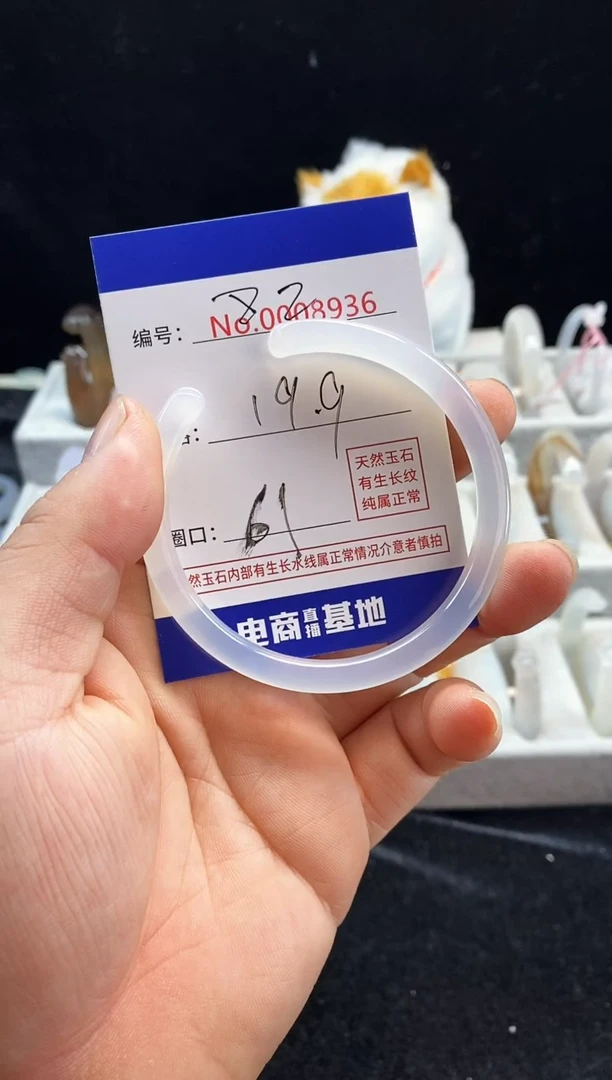 82
编号: No.0008936
: 19.9
天然玉石
有生长纹
纯属正常
圈口: 61
然玉石内部有生长水线属正常情况介意者慎拍
电商直播基地